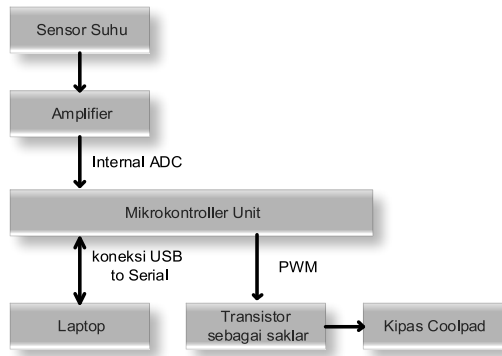 Sensor Suhu
Amplifier
Internal ADC
Mikrokontroller Unit
koneksi USB
to Serial
PWM
Laptop
Transistor
sebagai saklar
Kipas Coolpad